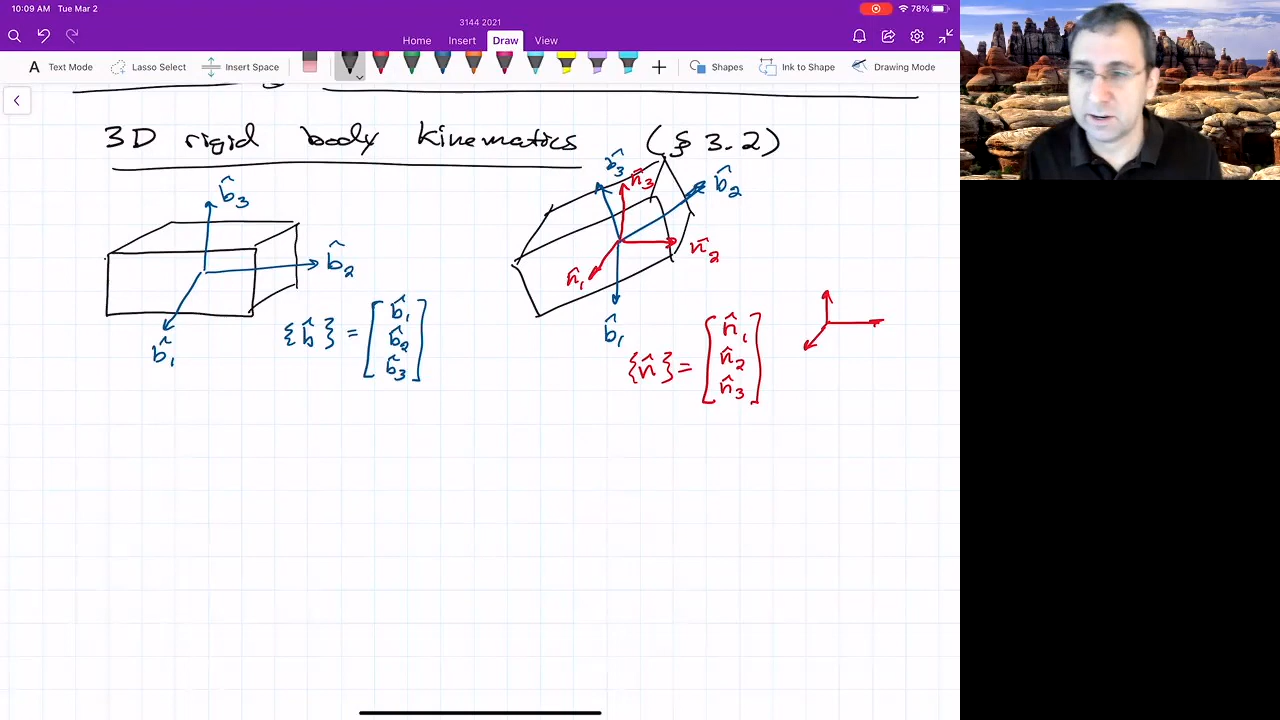 10:09 AM Tue Mar 2
78%
3144 2021
Home Insert Draw View
Text Mode Lasso Select Insert Space Shapes Ink to Shape Drawing Mode
3D rigid body kinematics (§ 3.2)
b̂3
b̂2
b̂1
{b̂} = [b̂1
b̂2
b̂3]
b̂3
n̂3
b̂2
n̂2
n̂1
b̂1
{n̂} = [n̂1
n̂2
n̂3]